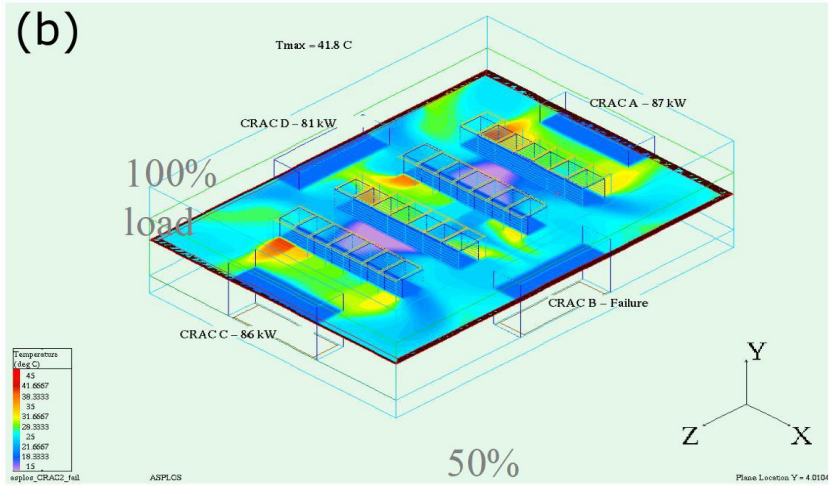 (b)
Tmax = 41.8 C
CRAC A – 87 kW
CRAC D – 81 kW
100%
load
CRAC B – Failure
CRAC C – 86 kW
Temperature
(deg C)
45
41.6667
38.3333
35
31.6667
28.3333
25
21.6667
18.3333
15
Y
Z
X
50%
asplos_CRAC2_fail
ASPLOS
Plane Location Y = 4.0104